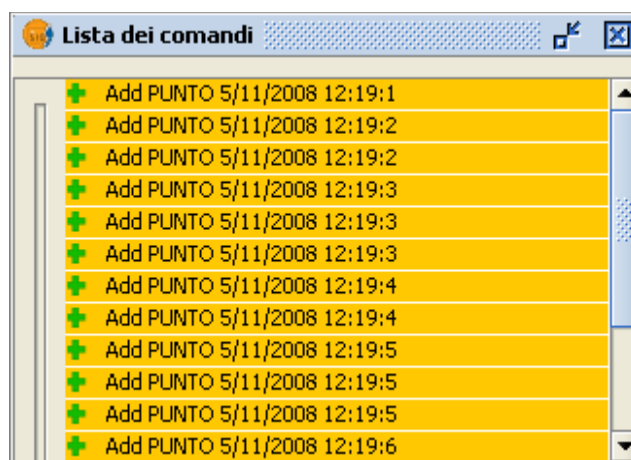 Lista dei comandi
Add PUNTO 5/11/2008 12:19:1
Add PUNTO 5/11/2008 12:19:2
Add PUNTO 5/11/2008 12:19:2
Add PUNTO 5/11/2008 12:19:3
Add PUNTO 5/11/2008 12:19:3
Add PUNTO 5/11/2008 12:19:3
Add PUNTO 5/11/2008 12:19:4
Add PUNTO 5/11/2008 12:19:4
Add PUNTO 5/11/2008 12:19:5
Add PUNTO 5/11/2008 12:19:5
Add PUNTO 5/11/2008 12:19:5
Add PUNTO 5/11/2008 12:19:6